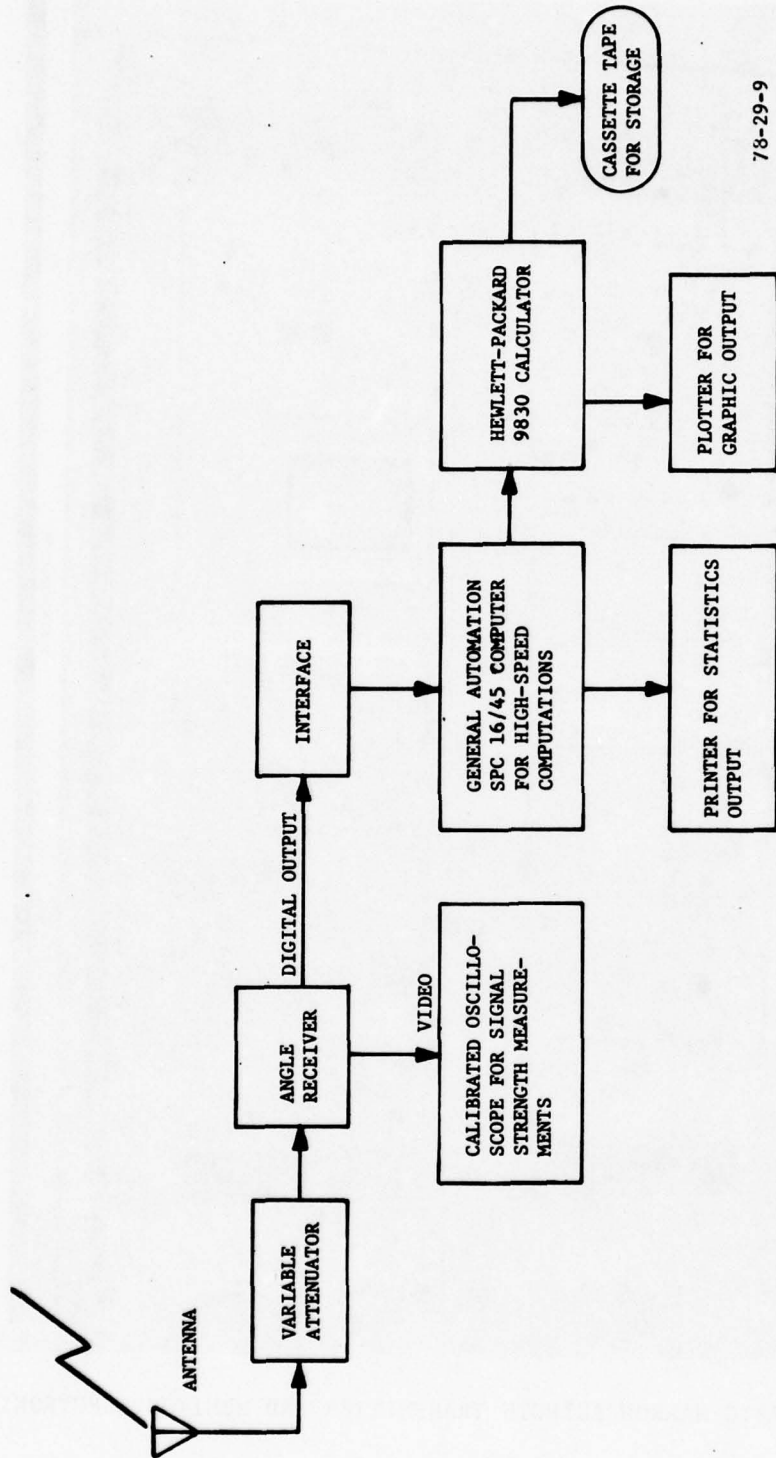 ANTENNA
VARIABLE
ATTENUATOR
ANGLE
RECEIVER
DIGITAL OUTPUT
INTERFACE
VIDEO
CALIBRATED OSCILLO-
SCOPE FOR SIGNAL
STRENGTH MEASURE-
MENTS
GENERAL AUTOMATION
SPC 16/45 COMPUTER
FOR HIGH-SPEED
COMPUTATIONS
HEWLETT-PACKARD
9830 CALCULATOR
CASSETTE TAPE
FOR STORAGE
PRINTER FOR STATISTICS
OUTPUT
PLOTTER FOR
GRAPHIC OUTPUT
78-29-9